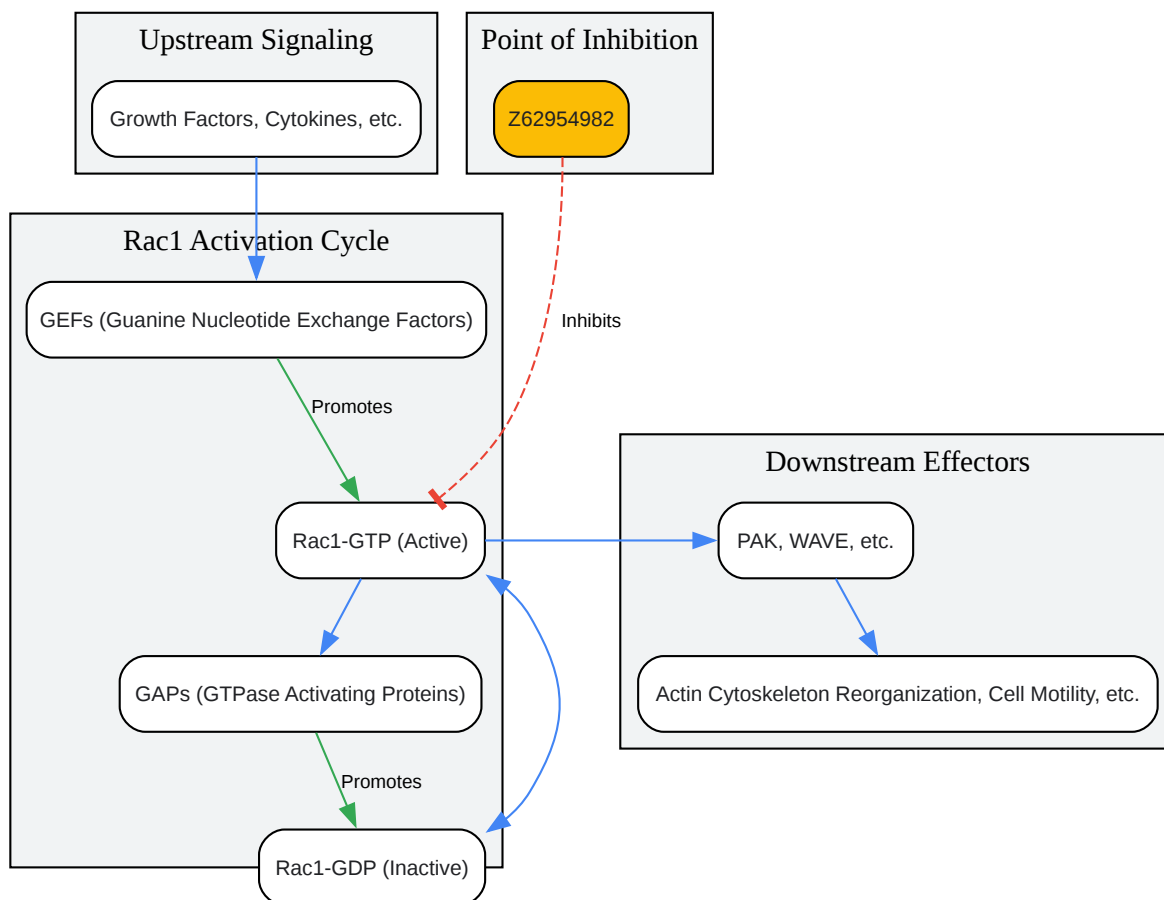 Upstream Signaling
Growth Factors, Cytokines, etc.
Point of Inhibition
Z62954982
Rac1 Activation Cycle
GEFs (Guanine Nucleotide Exchange Factors)
Inhibits
Promotes
Rac1-GTP (Active)
GAPs (GTPase Activating Proteins)
Promotes
Rac1-GDP (Inactive)
Downstream Effectors
PAK, WAVE, etc.
Actin Cytoskeleton Reorganization, Cell Motility, etc.